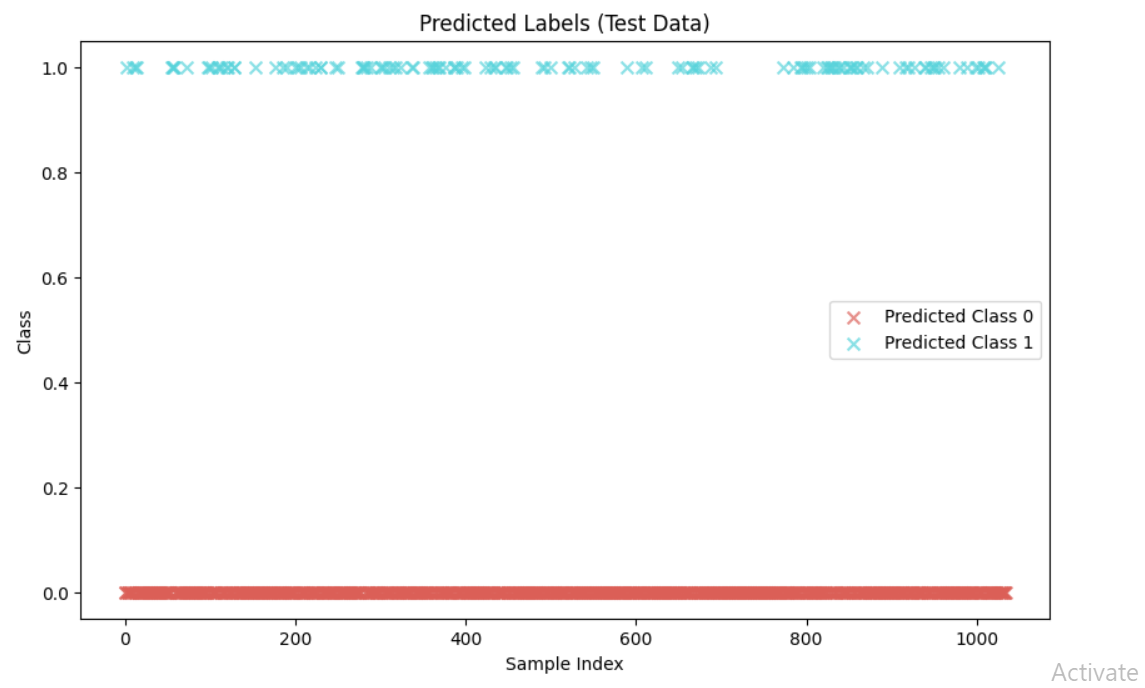 Predicted Labels (Test Data)
1.0
0.8
0.6
0.4
0.2
0.0
Class
Predicted Class 0
Predicted Class 1
0 200 400 600 800 1000
Sample Index
Activate